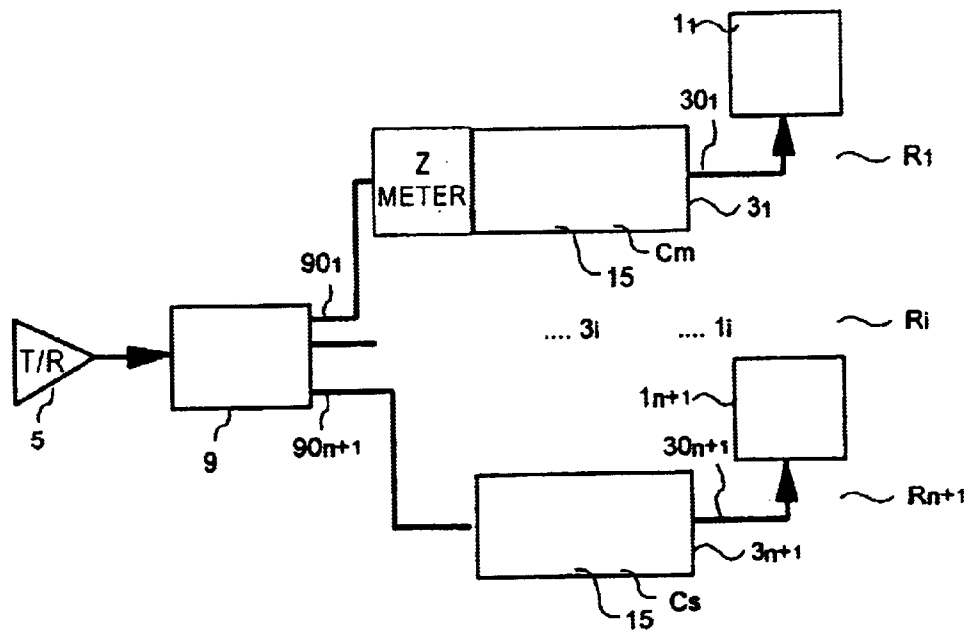 1₁
30₁
R₁
Z
METER
3₁
Cm
15
90₁
.... 3i
.... 1i
Ri
T/R
5
9
90n+1
1n+1
30n+1
Rn+1
3n+1
Cs
15